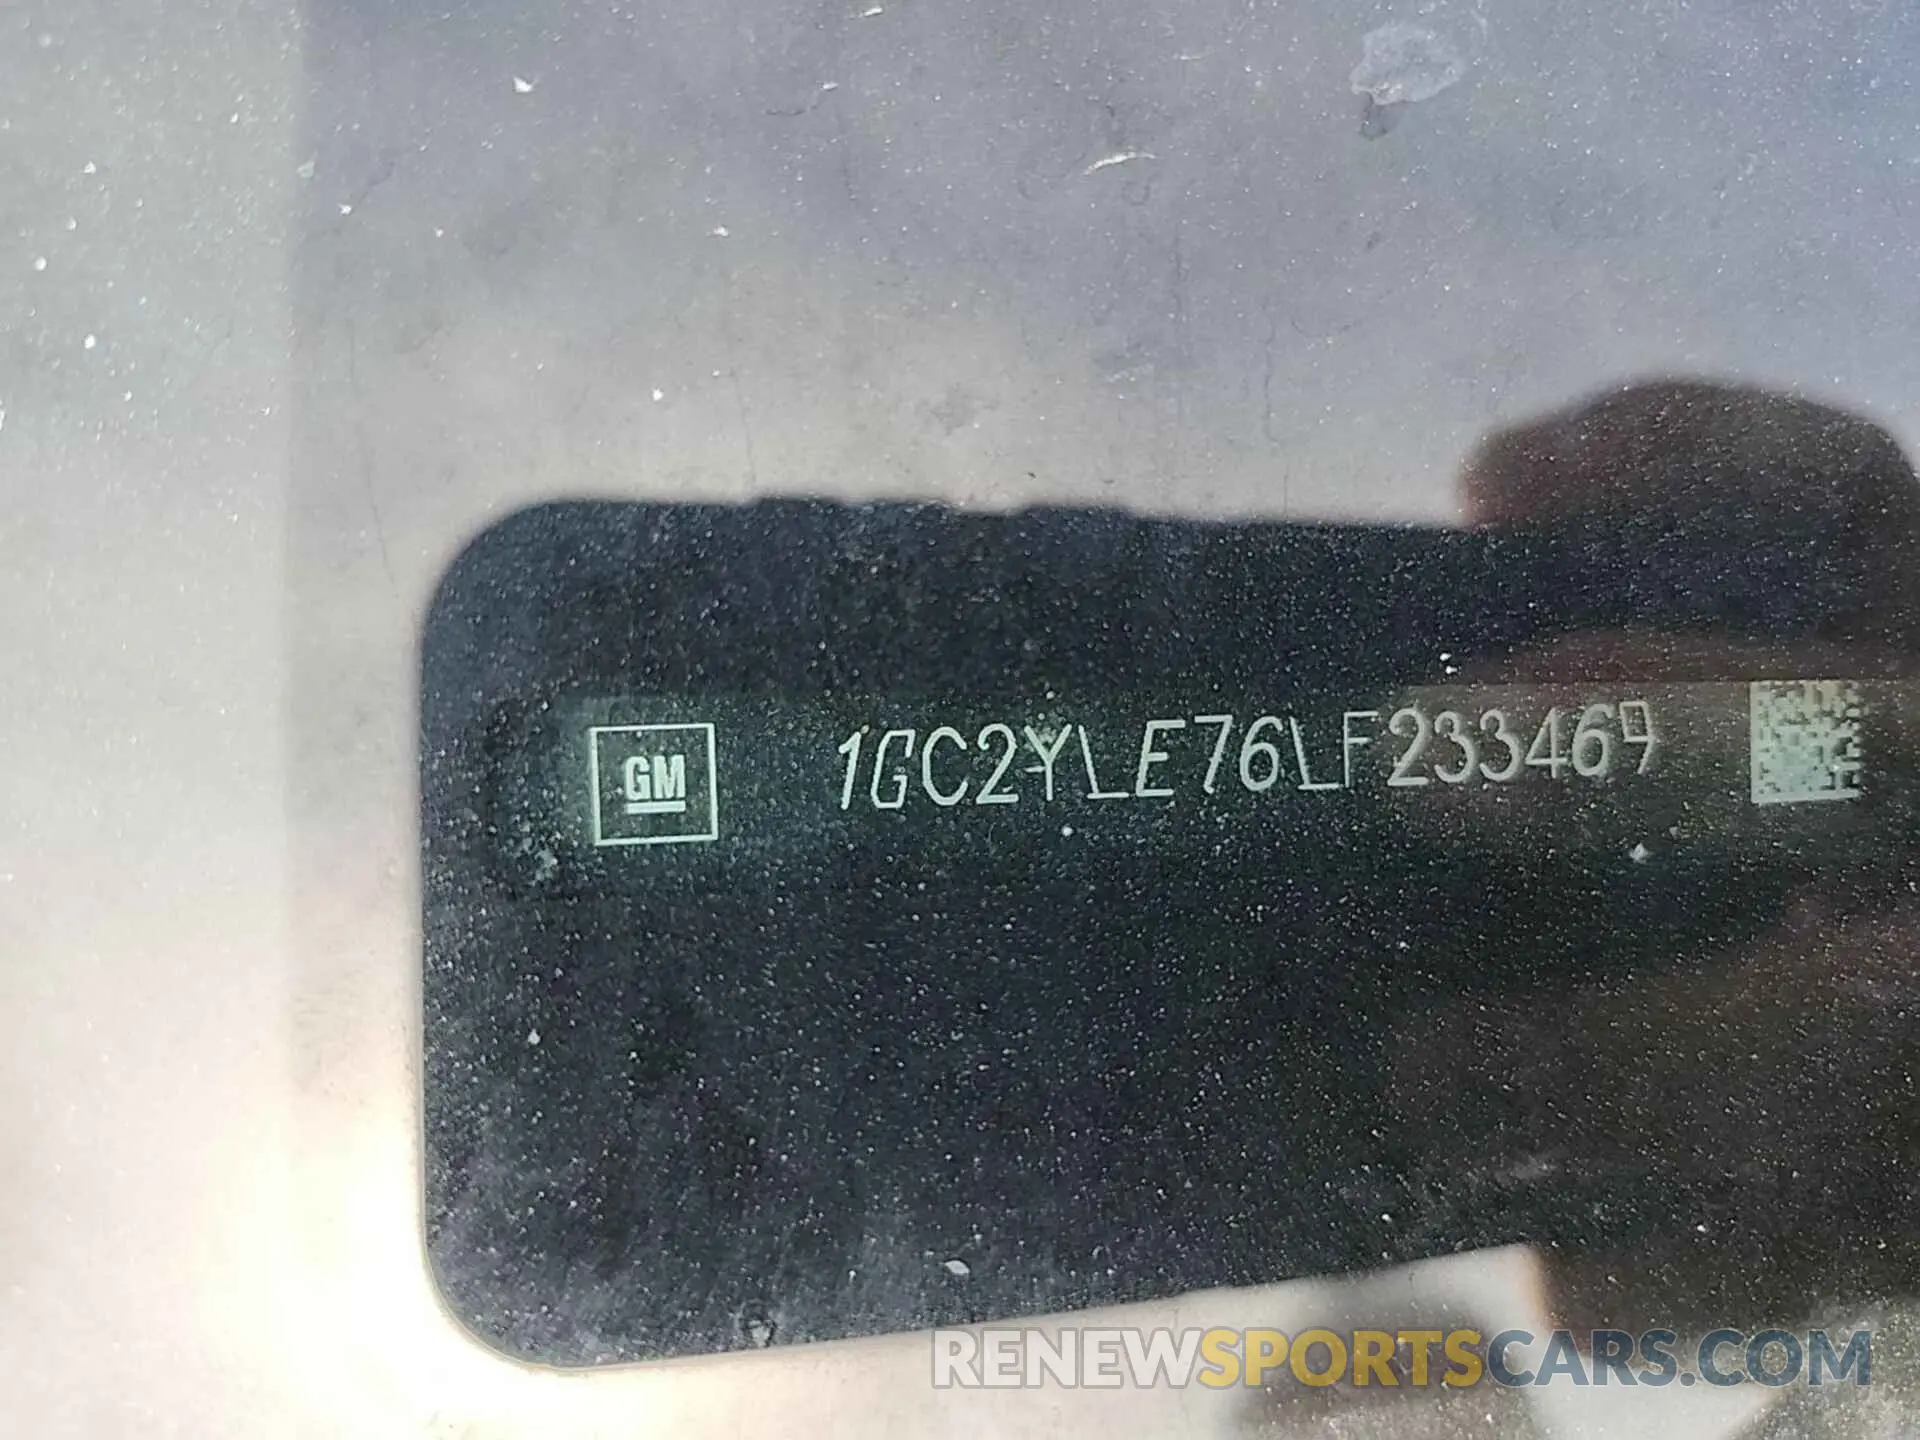 GM 1GC2YLE76LF233469
RENEWSPORTSCARS.COM